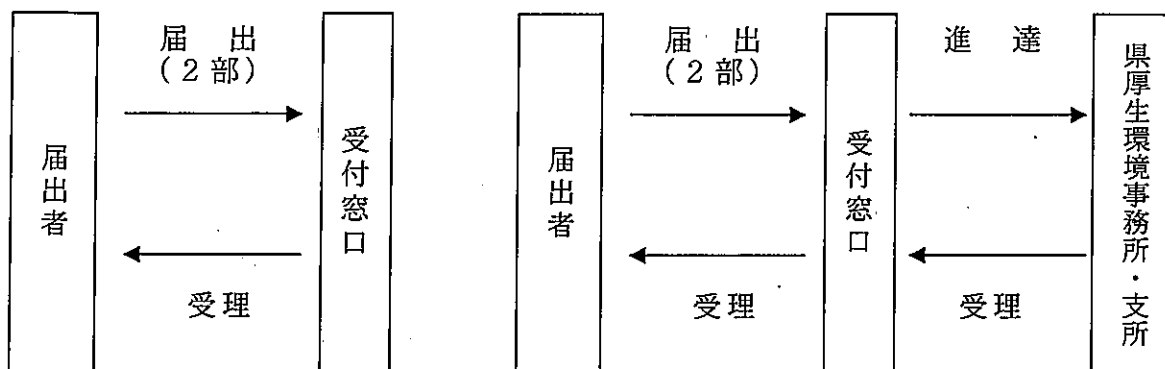 届出者
届　出
(２部)
受理
受付窓口
届出者
届　出
(２部)
受理
受付窓口
進　達
受理
県厚生環境事務所・支所